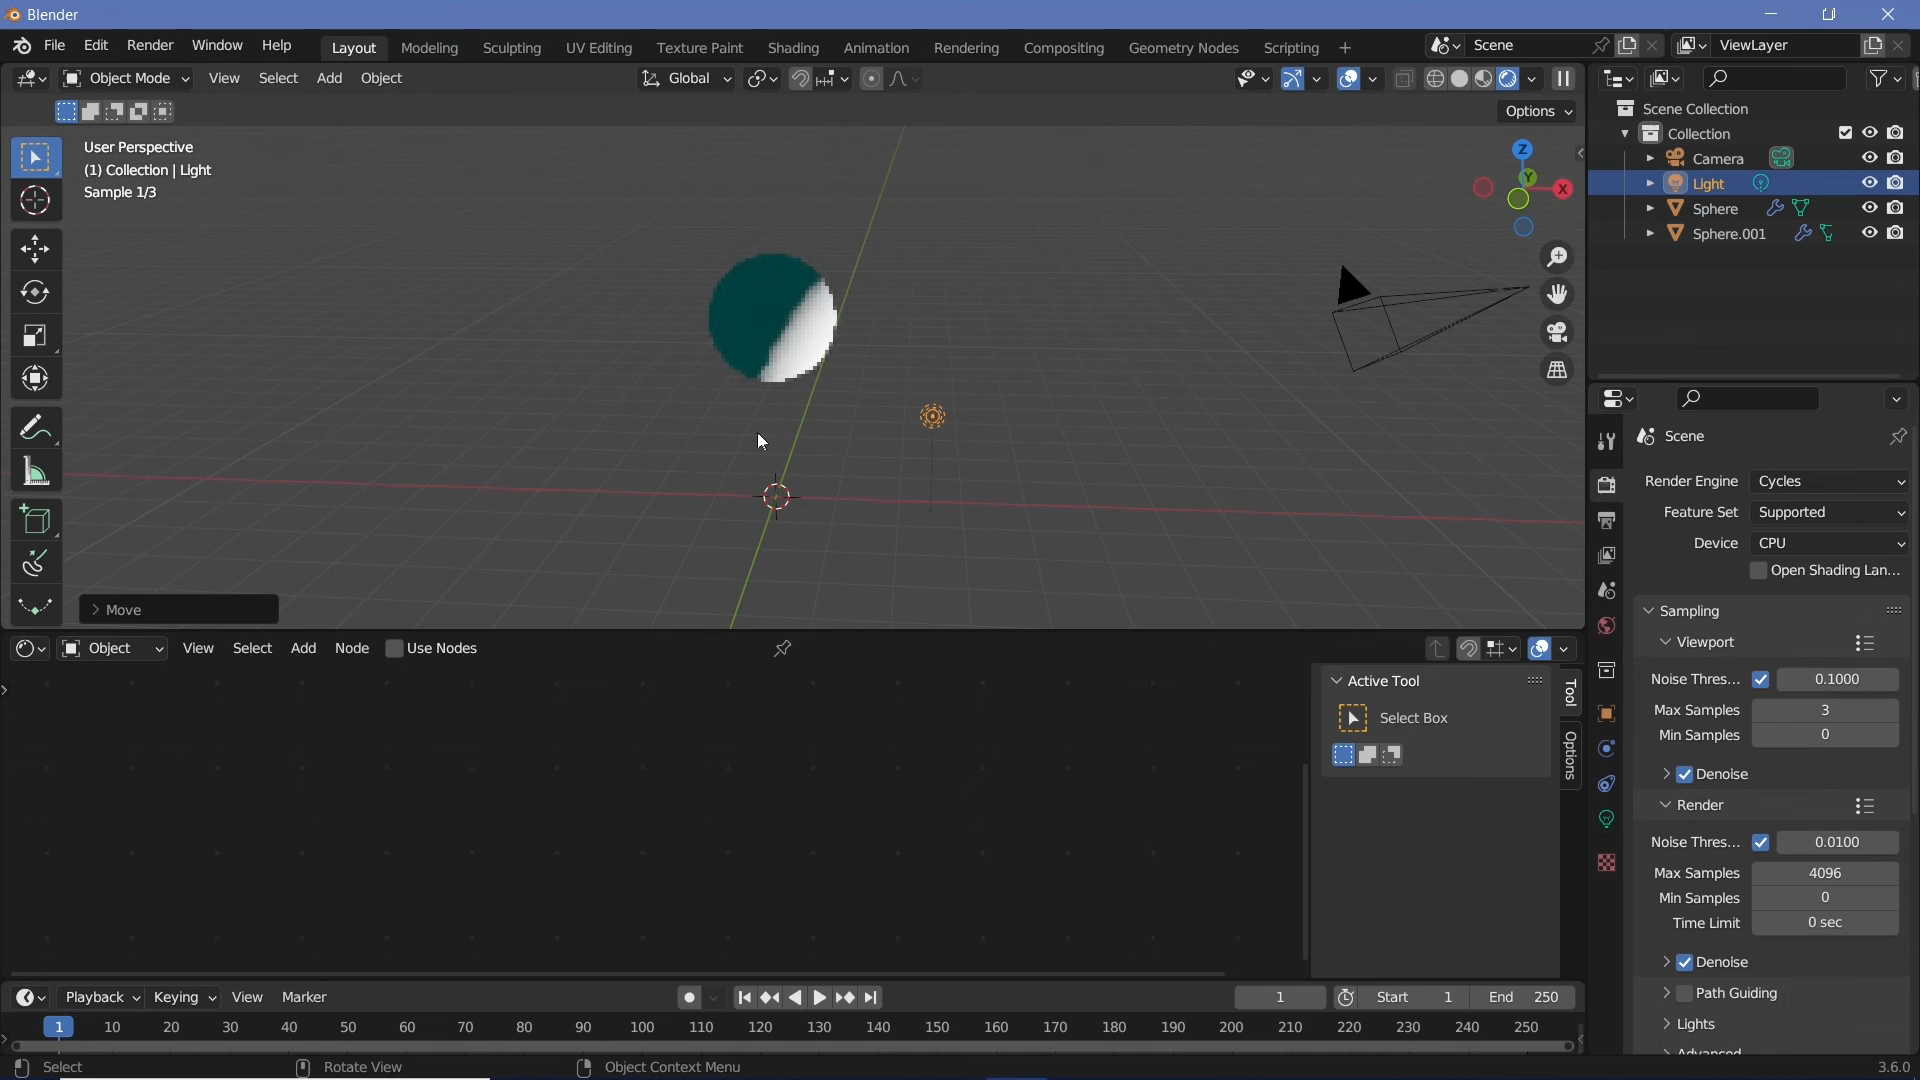 Blender
File Edit Render Window Help Layout Modeling Sculpting UV Editing Texture Paint Shading Animation Rendering Compositing Geometry Nodes Scripting + Scene ViewLayer
Object Mode View Select Add Object Global
Options
User Perspective
(1) Collection | Light
Sample 1/3
Z
Y
X
Move
Scene Collection
Collection
Camera
Light
Sphere
Sphere.001
Scene
Render Engine Cycles
Feature Set Supported
Device CPU
Open Shading Lan...
Sampling
Viewport
Noise Thres... 0.1000
Max Samples 3
Min Samples 0
Denoise
Render
Noise Thres... 0.0100
Max Samples 4096
Min Samples 0
Time Limit 0 sec
Denoise
Path Guiding
Lights
Advanced
Object View Select Add Node Use Nodes
Active Tool
Select Box
Tool
Options
Playback Keying View Marker 1 Start 1 End 250
1 10 20 30 40 50 60 70 80 90 100 110 120 130 140 150 160 170 180 190 200 210 220 230 240 250
Select Rotate View Object Context Menu 3.6.0